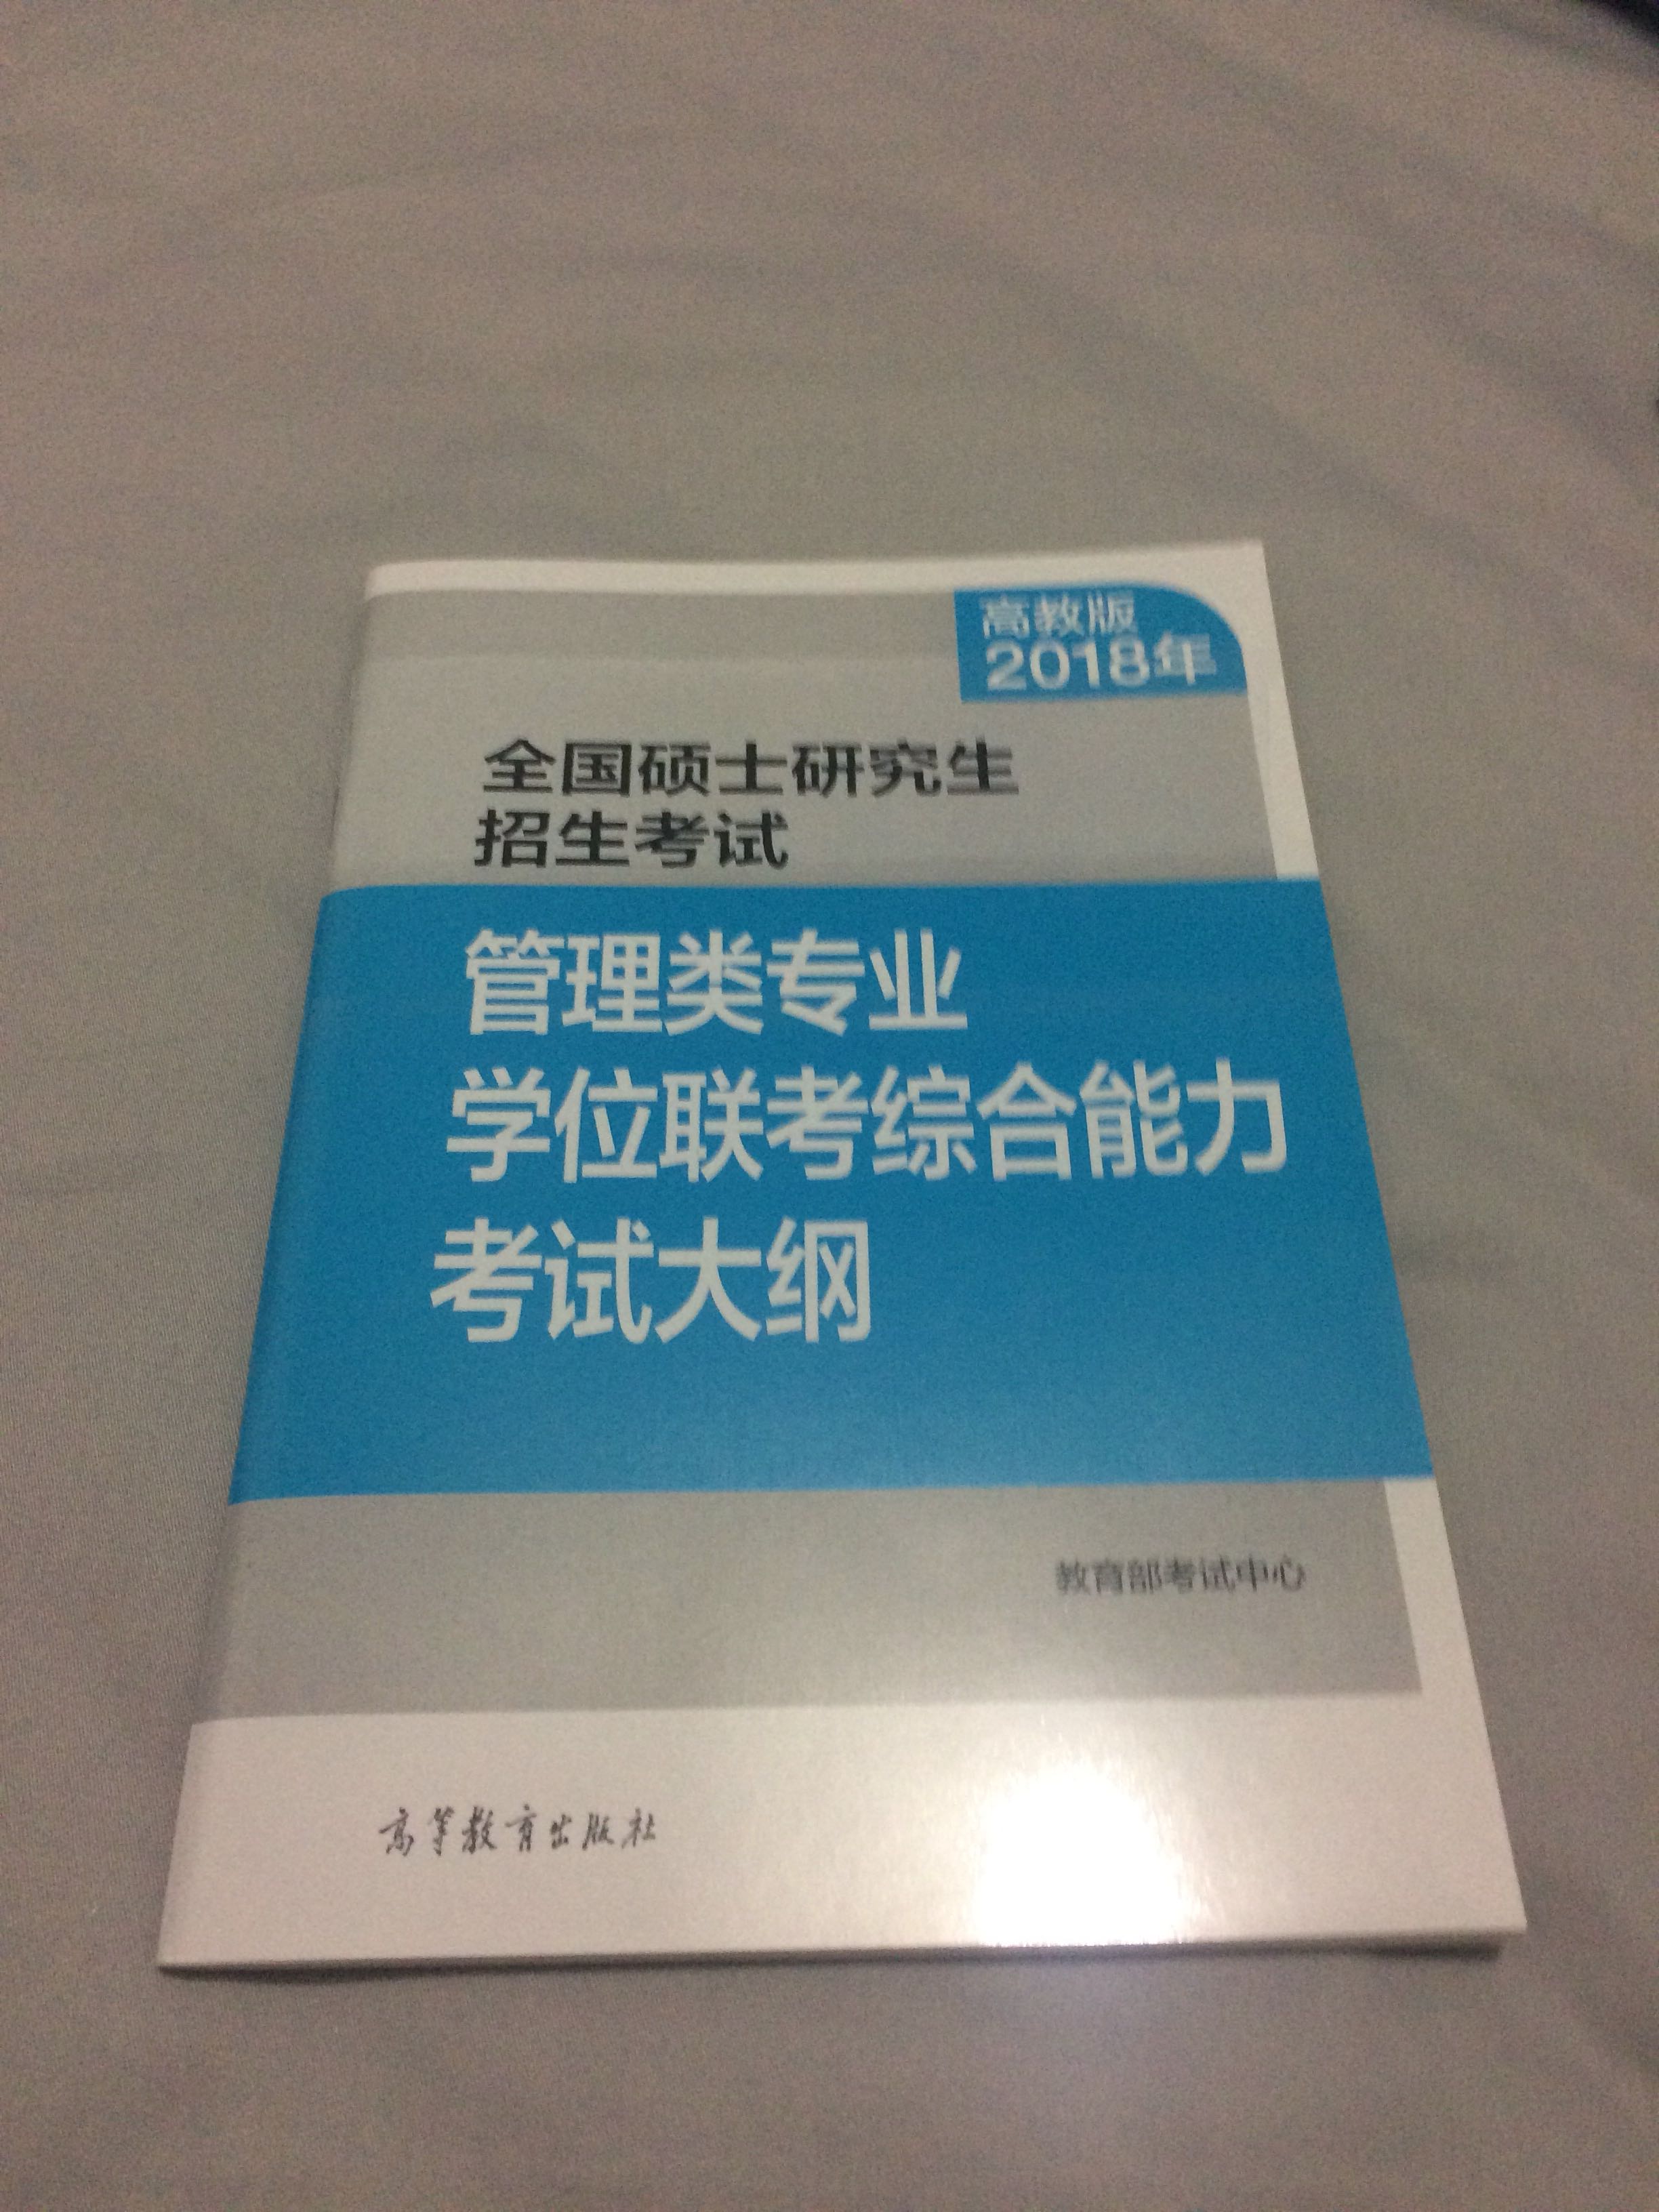 高教版
2018年
全国硕士研究生
招生考试
管理类专业
学位联考综合能力
考试大纲
教育部考试中心
高等教育出版社